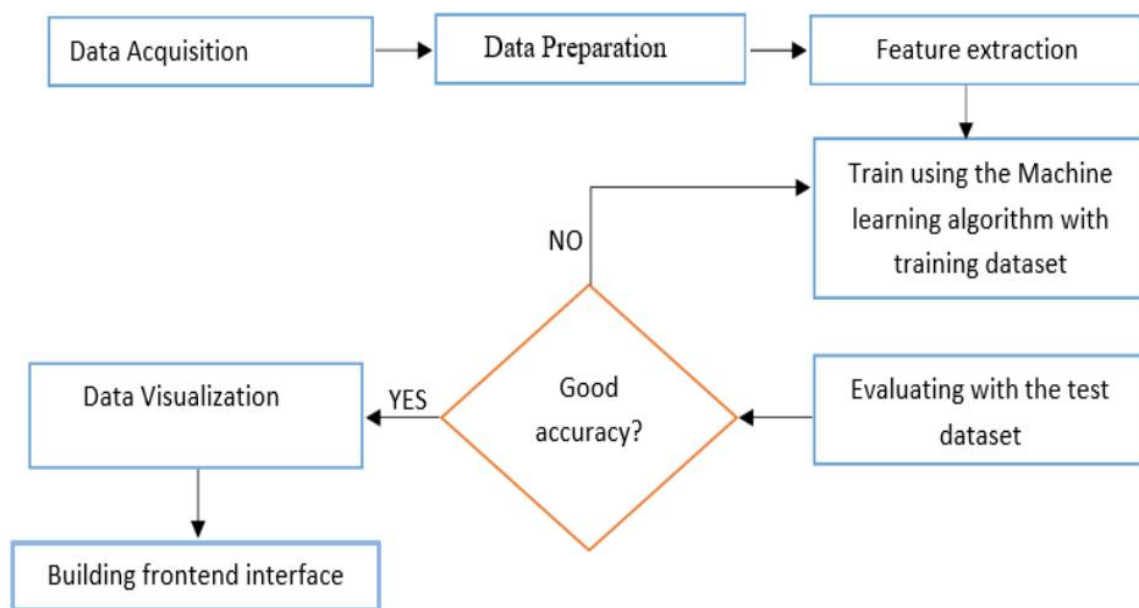 Data Acquisition
Data Preparation
Feature extraction
Train using the Machine
learning algorithm with
training dataset
NO
Good
accuracy?
YES
Data Visualization
Evaluating with the test
dataset
Building frontend interface